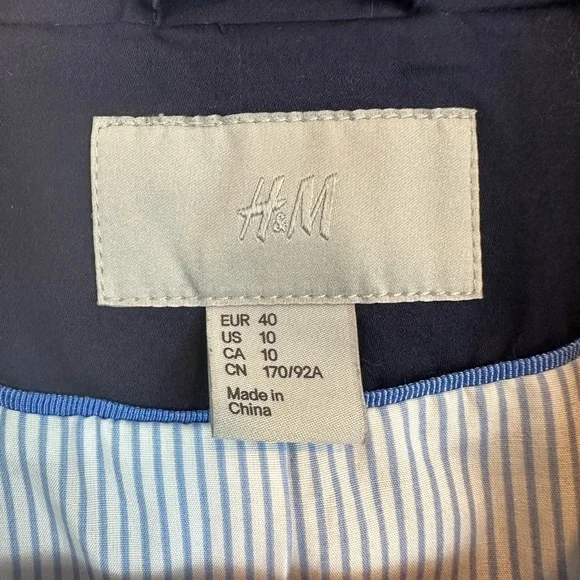 H&M
EUR 40
US 10
CA 10
CN 170/92A
Made in
China